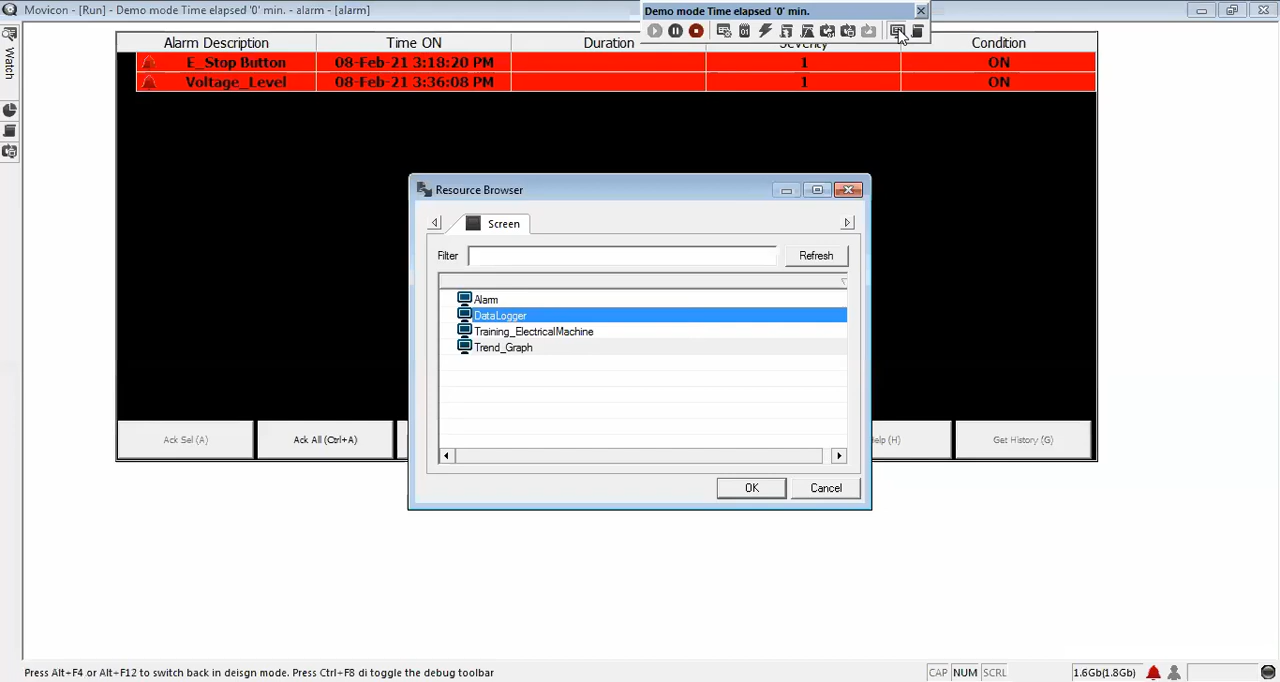 Movicon - [Run] - Demo mode Time elapsed '0' min. - alarm - [alarm]
Demo mode Time elapsed '0' min.
Watch
Alarm Description Time ON Duration Severity Condition
E_Stop Button 08-Feb-21 3:18:20 PM 1 ON
Voltage_Level 08-Feb-21 3:36:08 PM 1 ON
Resource Browser
Screen
Filter Refresh
Alarm
DataLogger
Training_ElectricalMachine
Trend_Graph
Ack Sel (A) Ack All (Ctrl+A) (H) Get History (G)
OK Cancel
Press Alt+F4 or Alt+F12 to switch back in deisgn mode. Press Ctrl+F8 di toggle the debug toolbar CAP NUM SCRL 1.6Gb(1.8Gb)